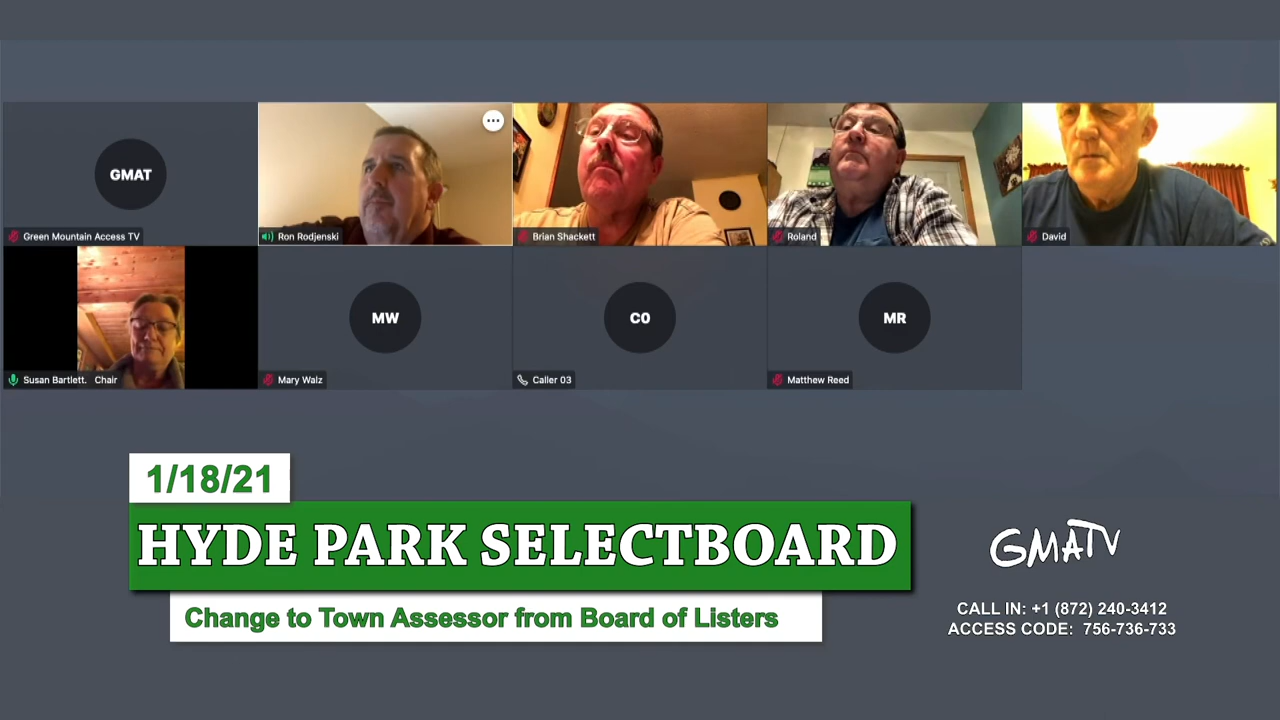 GMAT
Green Mountain Access TV
Ron Rodjenski
Brian Shackett
Roland
David
Susan Bartlett. Chair
MW
Mary Walz
C0
Caller 03
MR
Matthew Reed
1/18/21
HYDE PARK SELECTBOARD
Change to Town Assessor from Board of Listers
GMATV
CALL IN: +1 (872) 240-3412
ACCESS CODE: 756-736-733